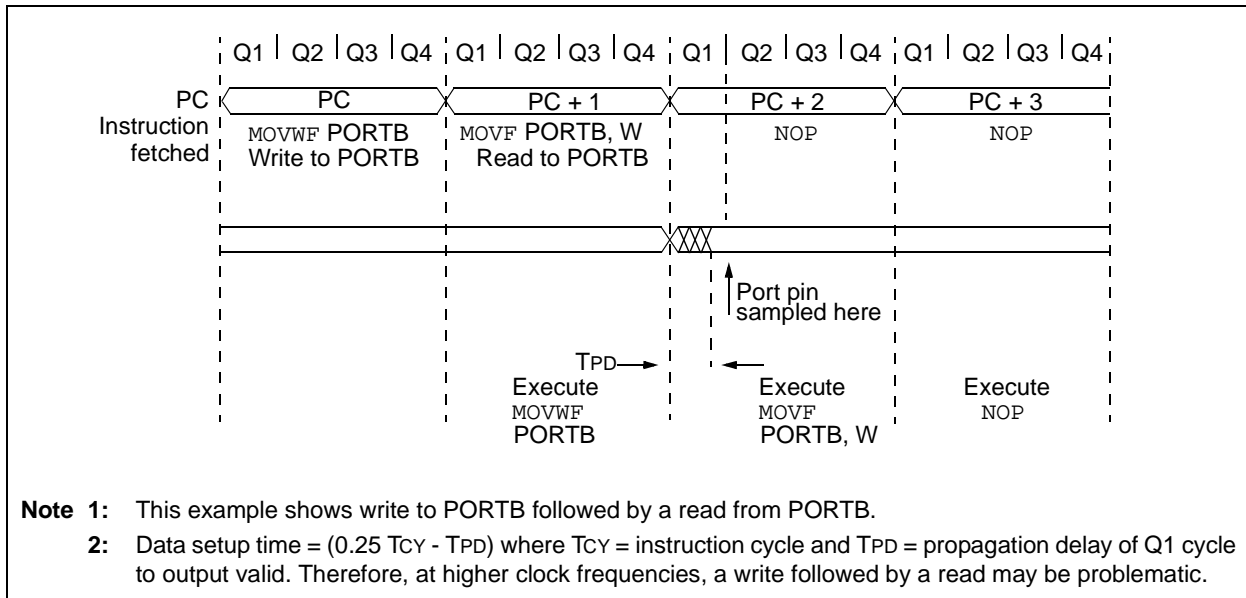 Q1 Q2 Q3 Q4 Q1 Q2 Q3 Q4 Q1 Q2 Q3 Q4 Q1 Q2 Q3 Q4
PC PC PC + 1 PC + 2 PC + 3
Instruction fetched
MOVWF PORTB
Write to PORTB
MOVF PORTB, W
Read to PORTB
NOP
NOP
Port pin
sampled here
TPD
Execute
MOVWF
PORTB
Execute
MOVF
PORTB, W
Execute
NOP
Note 1: This example shows write to PORTB followed by a read from PORTB.
2: Data setup time = (0.25 TCY - TPD) where TCY = instruction cycle and TPD = propagation delay of Q1 cycle
to output valid. Therefore, at higher clock frequencies, a write followed by a read may be problematic.